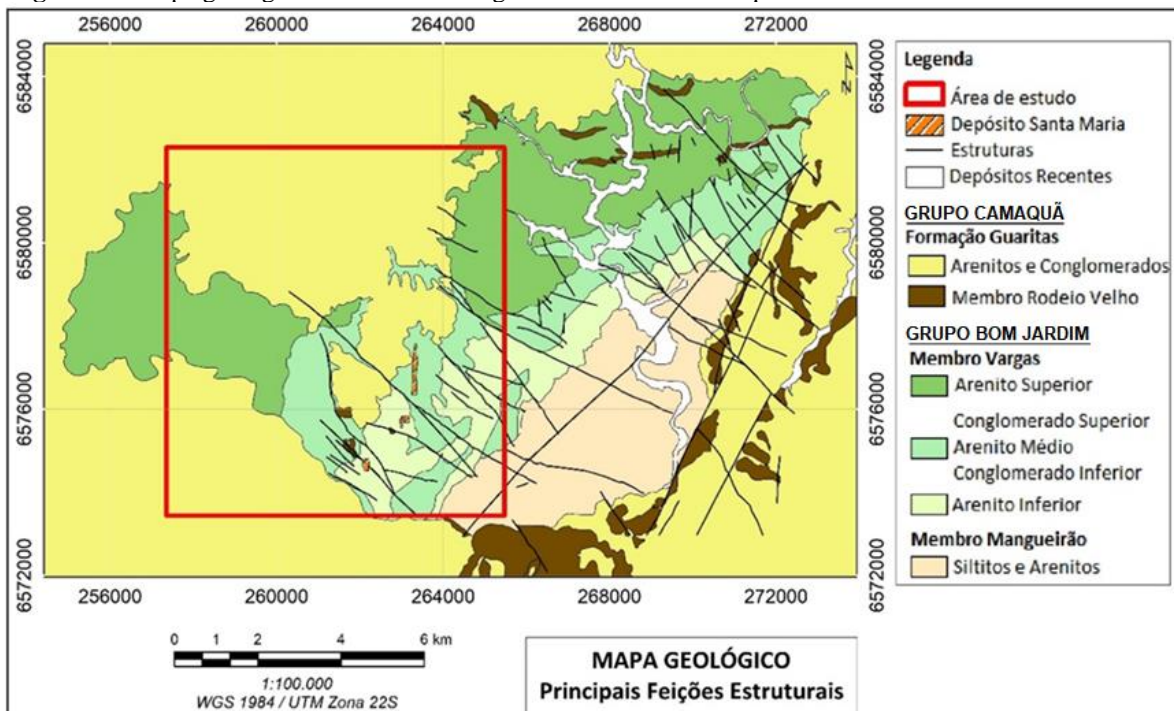 256000
260000
264000
268000
272000
6584000
6580000
6576000
6572000
6584000
6580000
6576000
6572000
N
256000
260000
264000
268000
272000
0 1 2 4 6 km
1:100.000
WGS 1984 / UTM Zona 22S
MAPA GEOLÓGICO
Principais Feições Estruturais
Legenda
Área de estudo
Depósito Santa Maria
Estruturas
Depósitos Recentes
GRUPO CAMAQUÃ
Formação Guaritas
Arenitos e Conglomerados
Membro Rodeio Velho
GRUPO BOM JARDIM
Membro Vargas
Arenito Superior
Conglomerado Superior
Arenito Médio
Conglomerado Inferior
Arenito Inferior
Membro Mangueirão
Siltitos e Arenitos